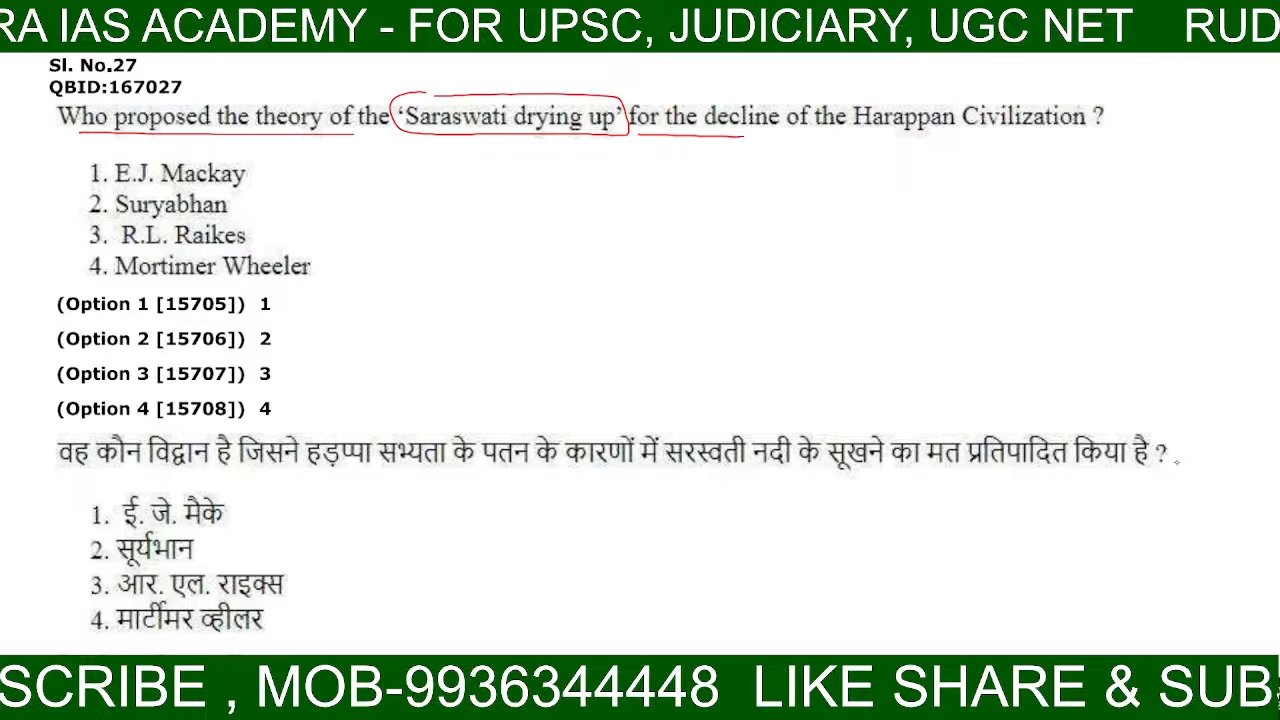 RA IAS ACADEMY - FOR UPSC, JUDICIARY, UGC NET RUD
Sl. No.27
QBID:167027
Who proposed the theory of the ‘Saraswati drying up’ for the decline of the Harappan Civilization ?
1. E.J. Mackay
2. Suryabhan
3. R.L. Raikes
4. Mortimer Wheeler
(Option 1 [15705]) 1
(Option 2 [15706]) 2
(Option 3 [15707]) 3
(Option 4 [15708]) 4
वह कौन विद्वान है जिसने हड़प्पा सभ्यता के पतन के कारणों में सरस्वती नदी के सूखने का मत प्रतिपादित किया है ?
1. ई. जे. मैके
2. सूर्यभान
3. आर. एल. राइक्स
4. मार्टीमर व्हीलर
SCRIBE , MOB-9936344448 LIKE SHARE & SUB